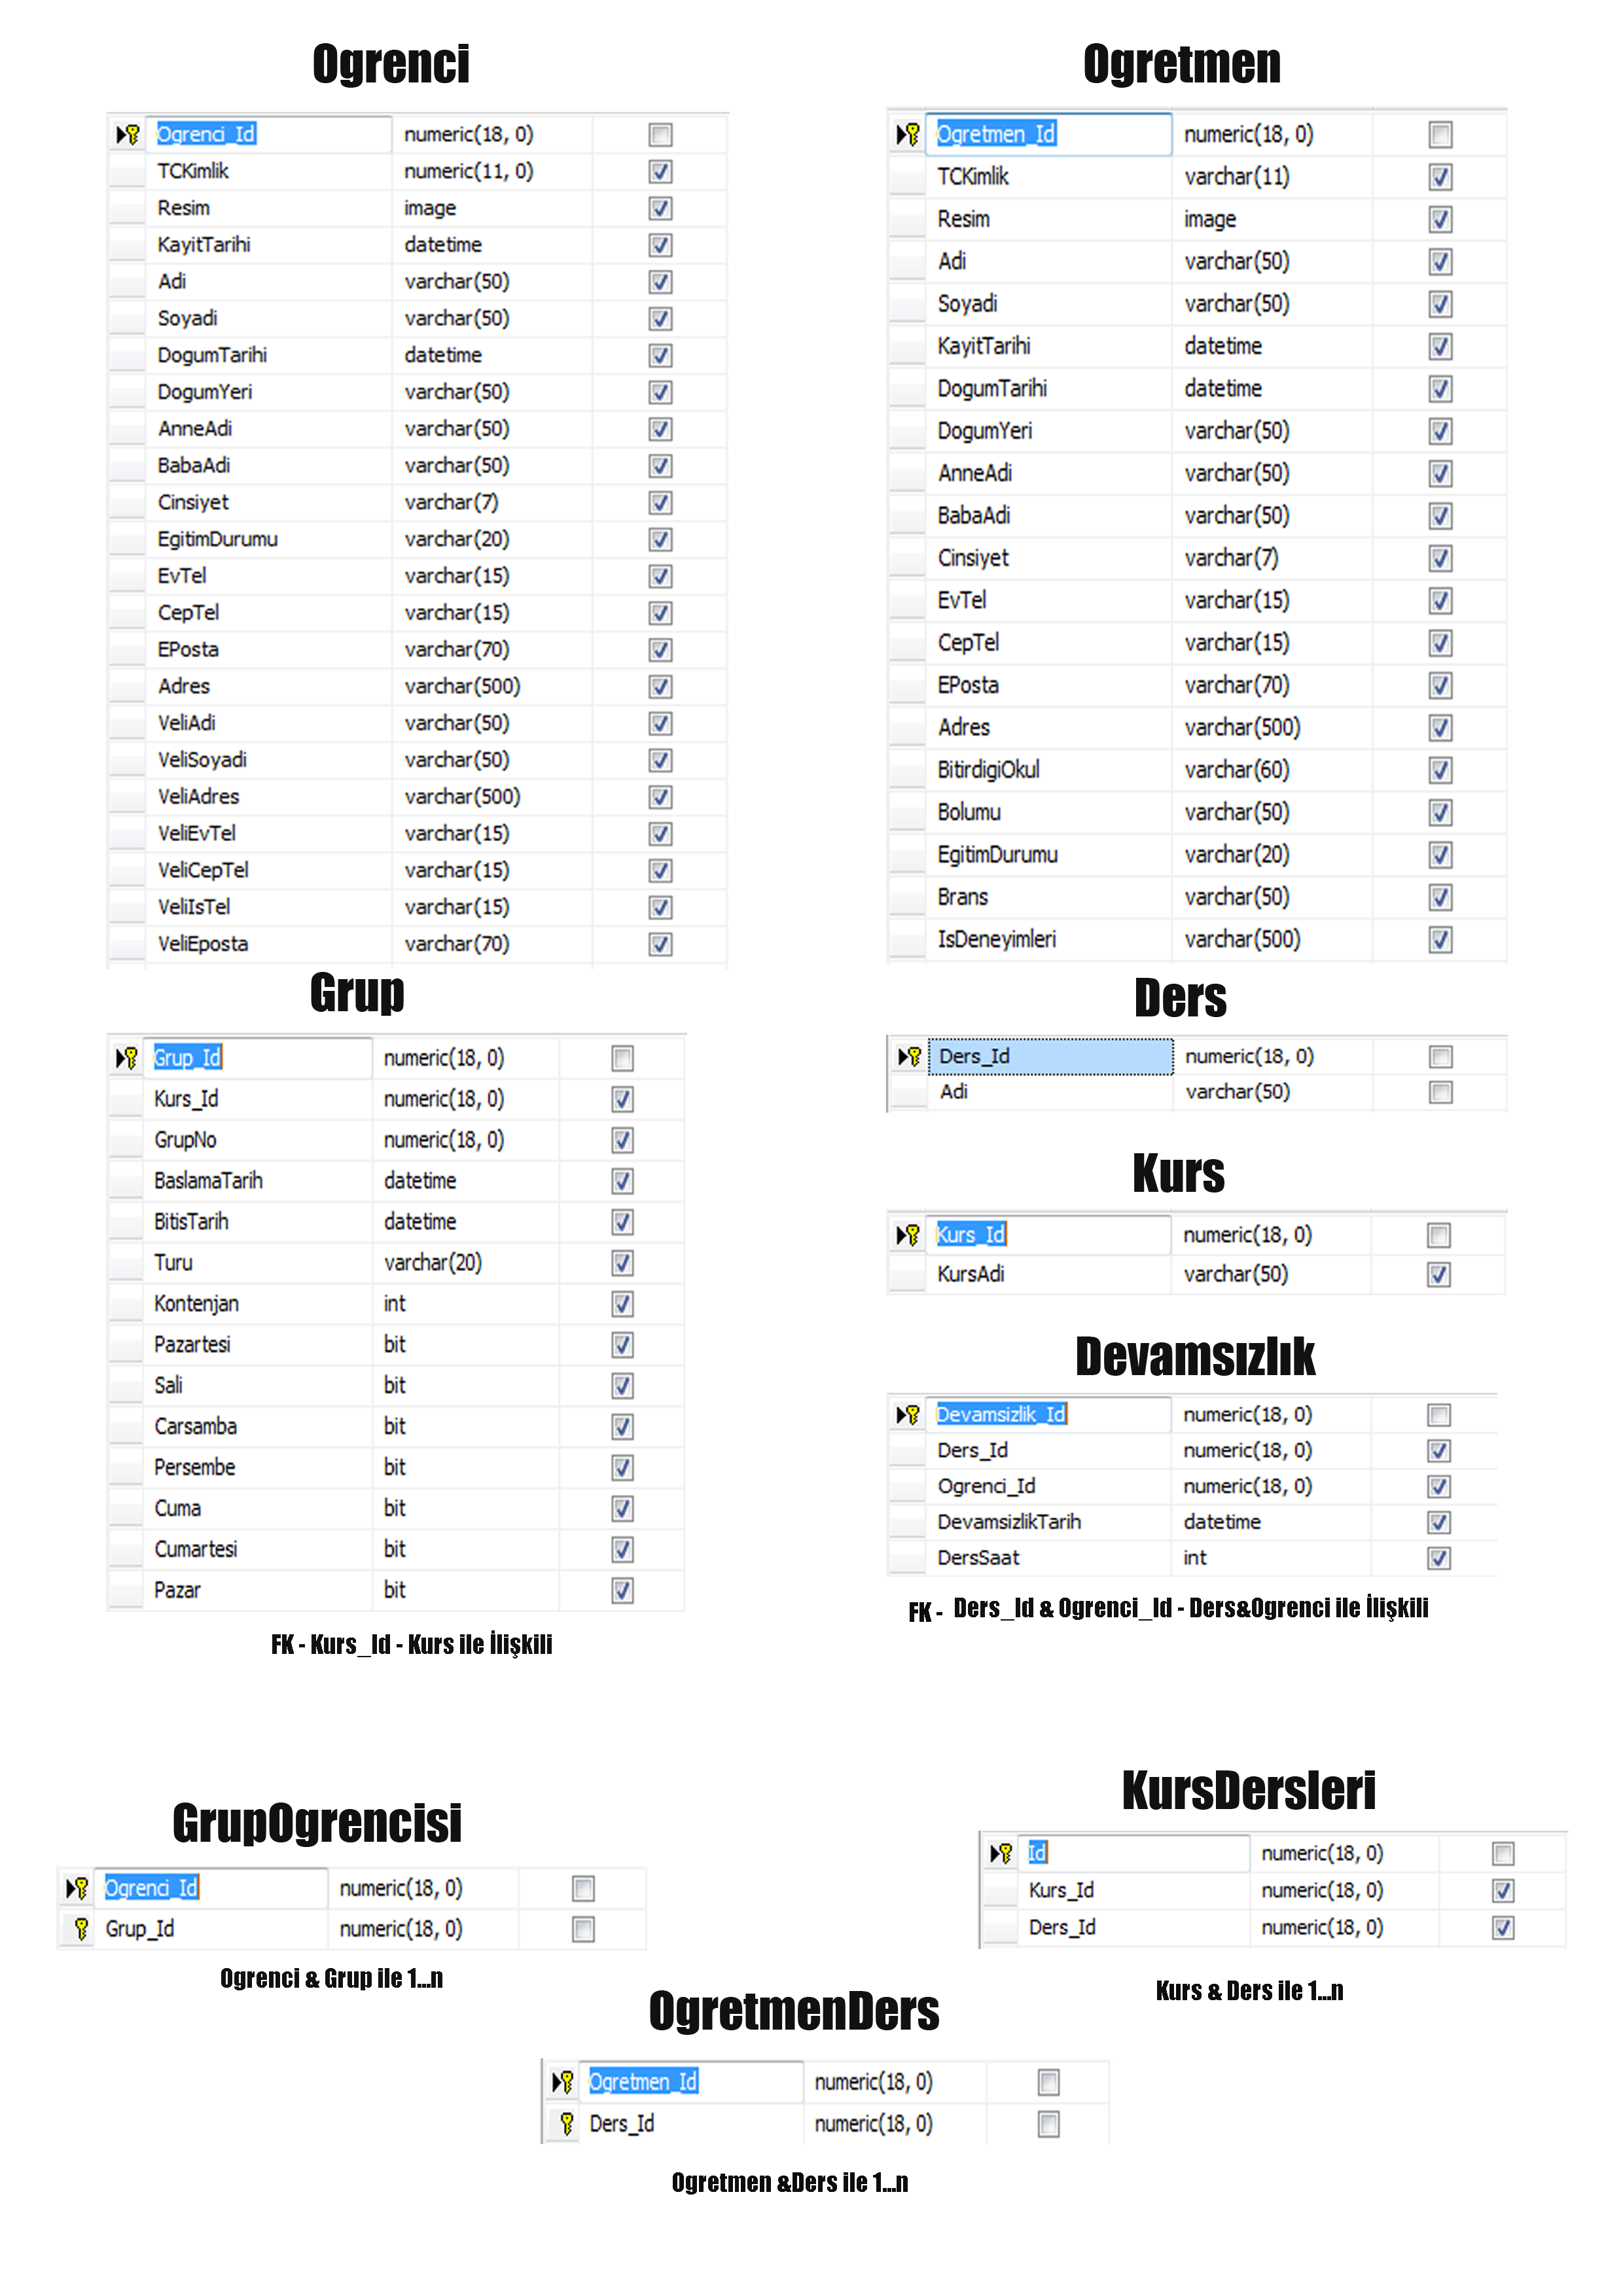 Ogrenci
Ogrenci_Id numeric(18, 0)
TCKimlik numeric(11, 0)
Resim image
KayitTarihi datetime
Adi varchar(50)
Soyadi varchar(50)
DogumTarihi datetime
DogumYeri varchar(50)
AnneAdi varchar(50)
BabaAdi varchar(50)
Cinsiyet varchar(7)
EgitimDurumu varchar(20)
EvTel varchar(15)
CepTel varchar(15)
EPosta varchar(70)
Adres varchar(500)
VeliAdi varchar(50)
VeliSoyadi varchar(50)
VeliAdres varchar(500)
VeliEvTel varchar(15)
VeliCepTel varchar(15)
VeliIsTel varchar(15)
VeliEposta varchar(70)
Ogretmen
Ogretmen_Id numeric(18, 0)
TCKimlik varchar(11)
Resim image
Adi varchar(50)
Soyadi varchar(50)
KayitTarihi datetime
DogumTarihi datetime
DogumYeri varchar(50)
AnneAdi varchar(50)
BabaAdi varchar(50)
Cinsiyet varchar(7)
EvTel varchar(15)
CepTel varchar(15)
EPosta varchar(70)
Adres varchar(500)
BitirdigiOkul varchar(60)
Bolumu varchar(50)
EgitimDurumu varchar(20)
Brans varchar(50)
IsDeneyimleri varchar(500)
Grup
Grup_Id numeric(18, 0)
Kurs_Id numeric(18, 0)
GrupNo numeric(18, 0)
BaslamaTarih datetime
BitisTarih datetime
Turu varchar(20)
Kontenjan int
Pazartesi bit
Sali bit
Carsamba bit
Persembe bit
Cuma bit
Cumartesi bit
Pazar bit
FK - Kurs_Id - Kurs ile İlişkili
Ders
Ders_Id numeric(18, 0)
Adi varchar(50)
Kurs
Kurs_Id numeric(18, 0)
KursAdi varchar(50)
Devamsızlık
Devamsizlik_Id numeric(18, 0)
Ders_Id numeric(18, 0)
Ogrenci_Id numeric(18, 0)
DevamsizlikTarih datetime
DersSaat int
FK - Ders_Id & Ogrenci_Id - Ders&Ogrenci ile İlişkili
GrupOgrencisi
Ogrenci_Id numeric(18, 0)
Grup_Id numeric(18, 0)
Ogrenci & Grup ile 1...n
KursDersleri
Id numeric(18, 0)
Kurs_Id numeric(18, 0)
Ders_Id numeric(18, 0)
Kurs & Ders ile 1...n
OgretmenDers
Ogretmen_Id numeric(18, 0)
Ders_Id numeric(18, 0)
Ogretmen &Ders ile 1...n